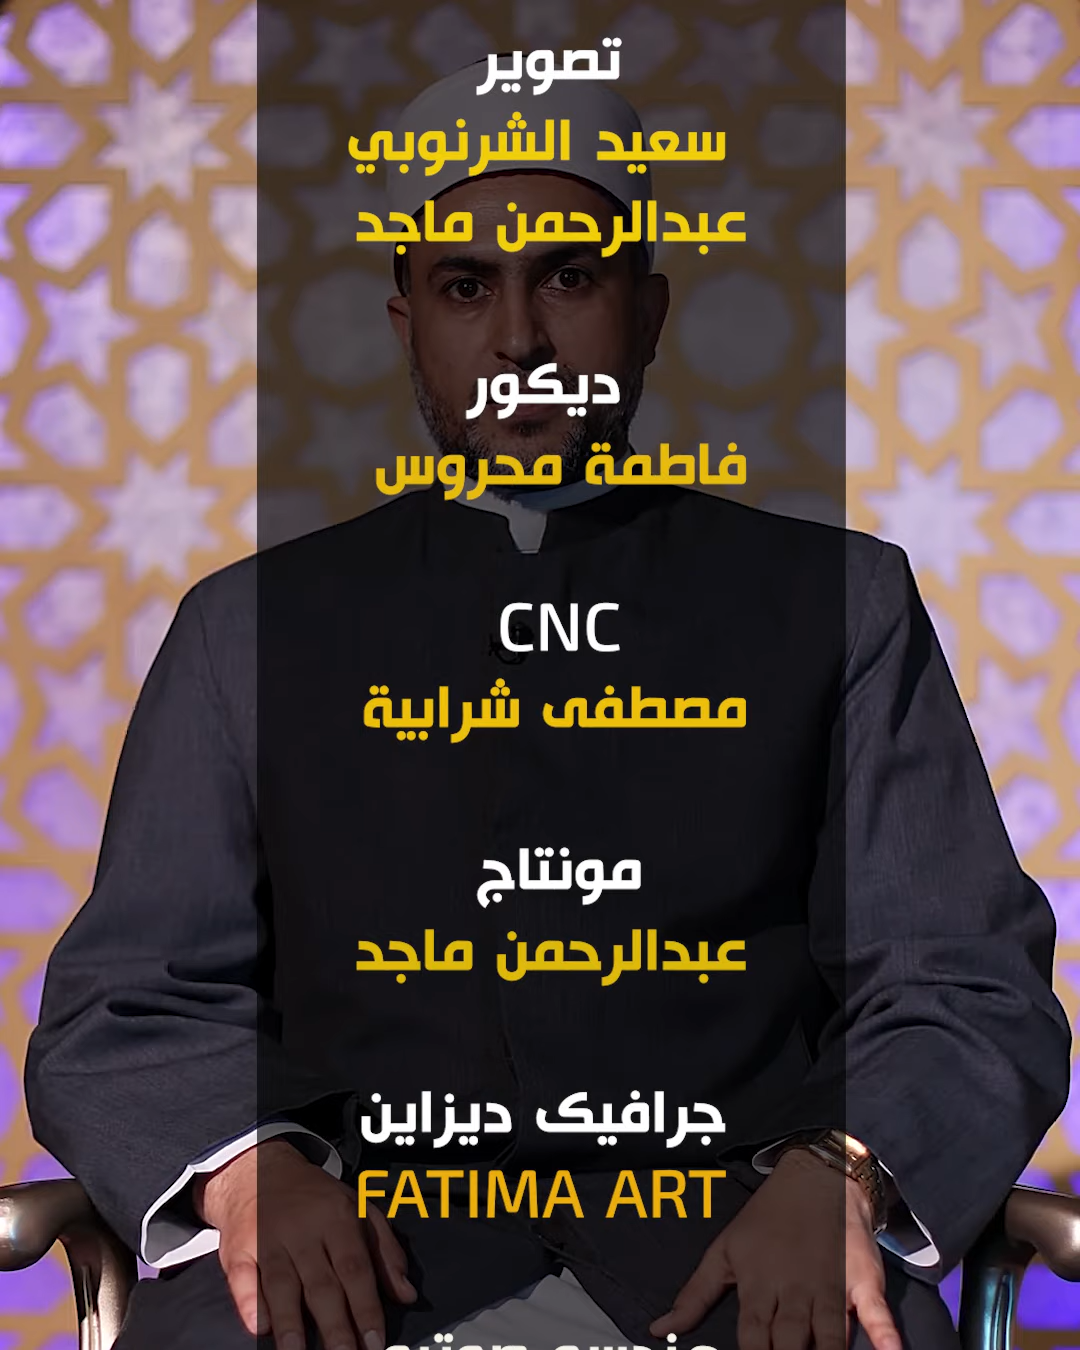 تصوير
سعيد الشرنوبي
عبدالرحمن ماجد
ديكور
فاطمة محروس
CNC
مصطفى شرابية
مونتاج
عبدالرحمن ماجد
جرافيك ديزاين
FATIMA ART